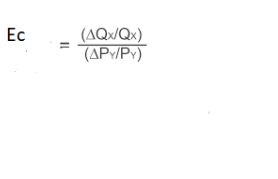 Ec = (ΔQx/Qx)
(ΔPY/PY)